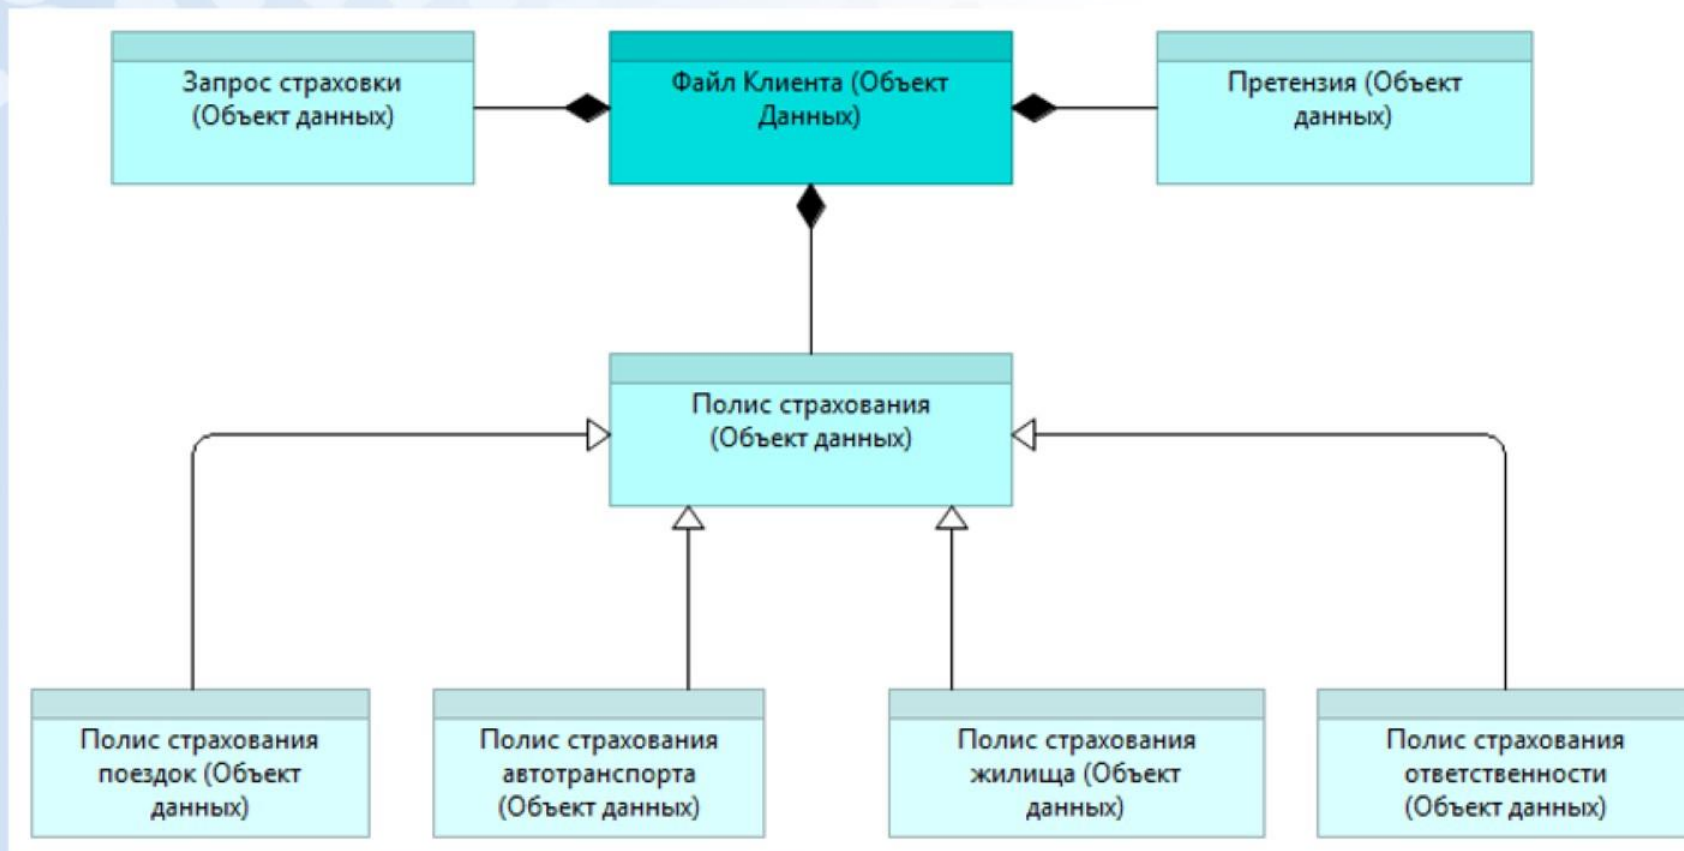 Запрос страховки
(Объект данных)
Файл Клиента (Объект
Данных)
Претензия (Объект
данных)
Полис страхования
(Объект данных)
Полис страхования
поездок (Объект
данных)
Полис страхования
автотранспорта
(Объект данных)
Полис страхования
жилища (Объект
данных)
Полис страхования
ответственности
(Объект данных)